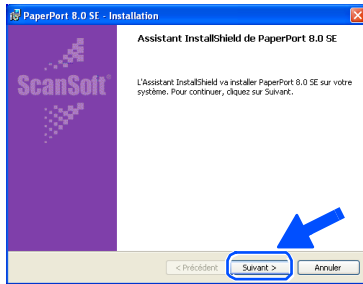 PaperPort 8.0 SE - Installation
Assistant InstallShield de PaperPort 8.0 SE
ScanSoft®
L'Assistant InstallShield va installer PaperPort 8.0 SE sur votre
système. Pour continuer, cliquez sur Suivant.
< Précédent
Suivant >
Annuler